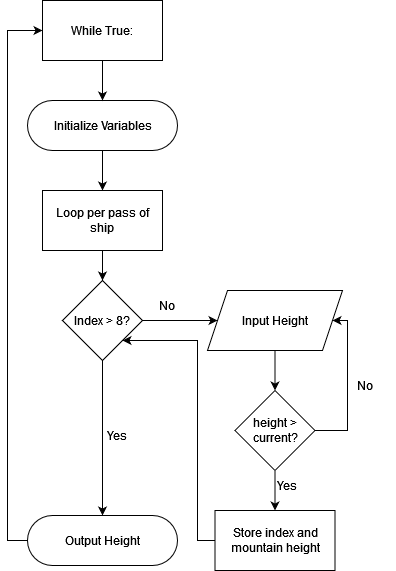 While True:
Initialize Variables
Loop per pass of
ship
Index > 8?
No
Input Height
height >
current?
No
Yes
Yes
Store index and
mountain height
Output Height